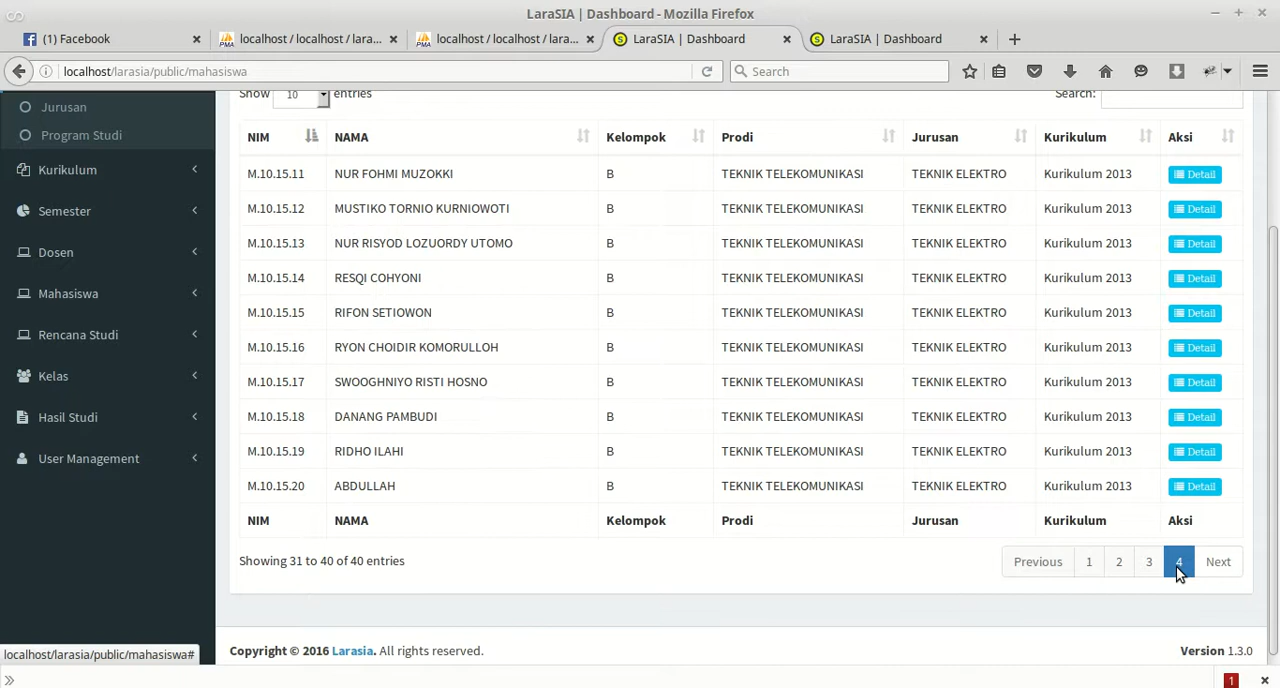 LaraSIA | Dashboard - Mozilla Firefox
(1) Facebook
localhost / localhost / lara...
localhost / localhost / lara...
LaraSIA | Dashboard
LaraSIA | Dashboard
localhost/larasia/public/mahasiswa
Search
Jurusan
Program Studi
Kurikulum
Semester
Dosen
Mahasiswa
Rencana Studi
Kelas
Hasil Studi
User Management
Show 10 entries
Search:
NIM NAMA Kelompok Prodi Jurusan Kurikulum Aksi
M.10.15.11 NUR FOHMI MUZOKKI B TEKNIK TELEKOMUNIKASI TEKNIK ELEKTRO Kurikulum 2013 Detail
M.10.15.12 MUSTIKO TORNIO KURNIOWOTI B TEKNIK TELEKOMUNIKASI TEKNIK ELEKTRO Kurikulum 2013 Detail
M.10.15.13 NUR RISYOD LOZUORDY UTOMO B TEKNIK TELEKOMUNIKASI TEKNIK ELEKTRO Kurikulum 2013 Detail
M.10.15.14 RESQI COHYONI B TEKNIK TELEKOMUNIKASI TEKNIK ELEKTRO Kurikulum 2013 Detail
M.10.15.15 RIFON SETIOWON B TEKNIK TELEKOMUNIKASI TEKNIK ELEKTRO Kurikulum 2013 Detail
M.10.15.16 RYON CHOIDIR KOMORULLOH B TEKNIK TELEKOMUNIKASI TEKNIK ELEKTRO Kurikulum 2013 Detail
M.10.15.17 SWOOGHNIYO RISTI HOSNO B TEKNIK TELEKOMUNIKASI TEKNIK ELEKTRO Kurikulum 2013 Detail
M.10.15.18 DANANG PAMBUDI B TEKNIK TELEKOMUNIKASI TEKNIK ELEKTRO Kurikulum 2013 Detail
M.10.15.19 RIDHO ILAHI B TEKNIK TELEKOMUNIKASI TEKNIK ELEKTRO Kurikulum 2013 Detail
M.10.15.20 ABDULLAH B TEKNIK TELEKOMUNIKASI TEKNIK ELEKTRO Kurikulum 2013 Detail
NIM NAMA Kelompok Prodi Jurusan Kurikulum Aksi
Showing 31 to 40 of 40 entries
Previous 1 2 3 4 Next
Copyright © 2016 Larasia. All rights reserved.
Version 1.3.0
localhost/larasia/public/mahasiswa#
1